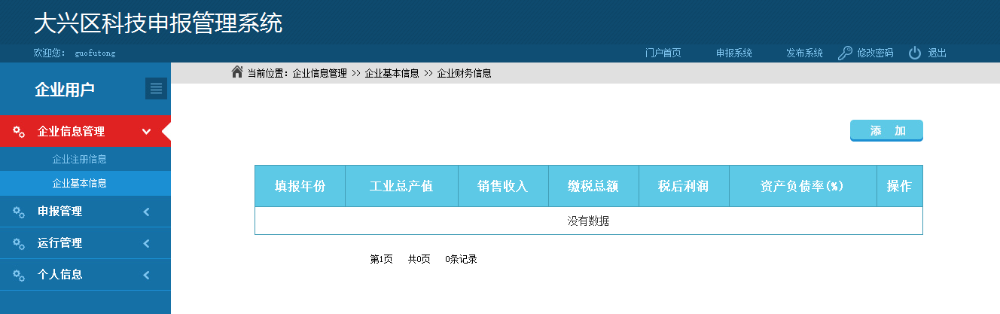 大兴区科技申报管理系统
欢迎您： guofutong
门户首页 申报系统 发布系统 修改密码 退出
企业用户
当前位置：企业信息管理 >> 企业基本信息 >> 企业财务信息
企业信息管理
企业注册信息
企业基本信息
申报管理
运行管理
个人信息
添 加
填报年份 工业总产值 销售收入 缴税总额 税后利润 资产负债率(%) 操作
没有数据
第1页 共0页 0条记录